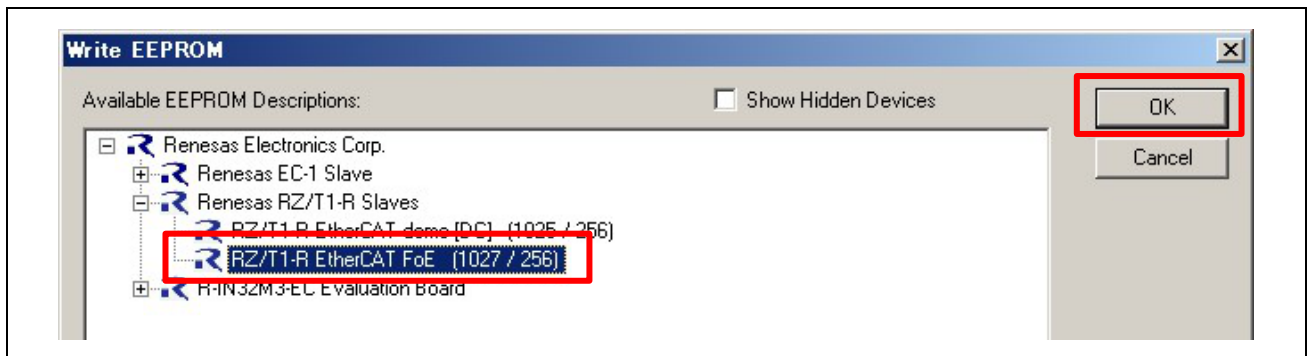 Write EEPROM
Available EEPROM Descriptions:
Show Hidden Devices
OK
Renesas Electronics Corp.
Cancel
Renesas EC-1 Slave
Renesas RZ/T1-R Slaves
RZ/T1-R EtherCAT demo [DC] (1025 / 256)
RZ/T1-R EtherCAT FoE (1027 / 256)
R-IN32M3-EC Evaluation Board